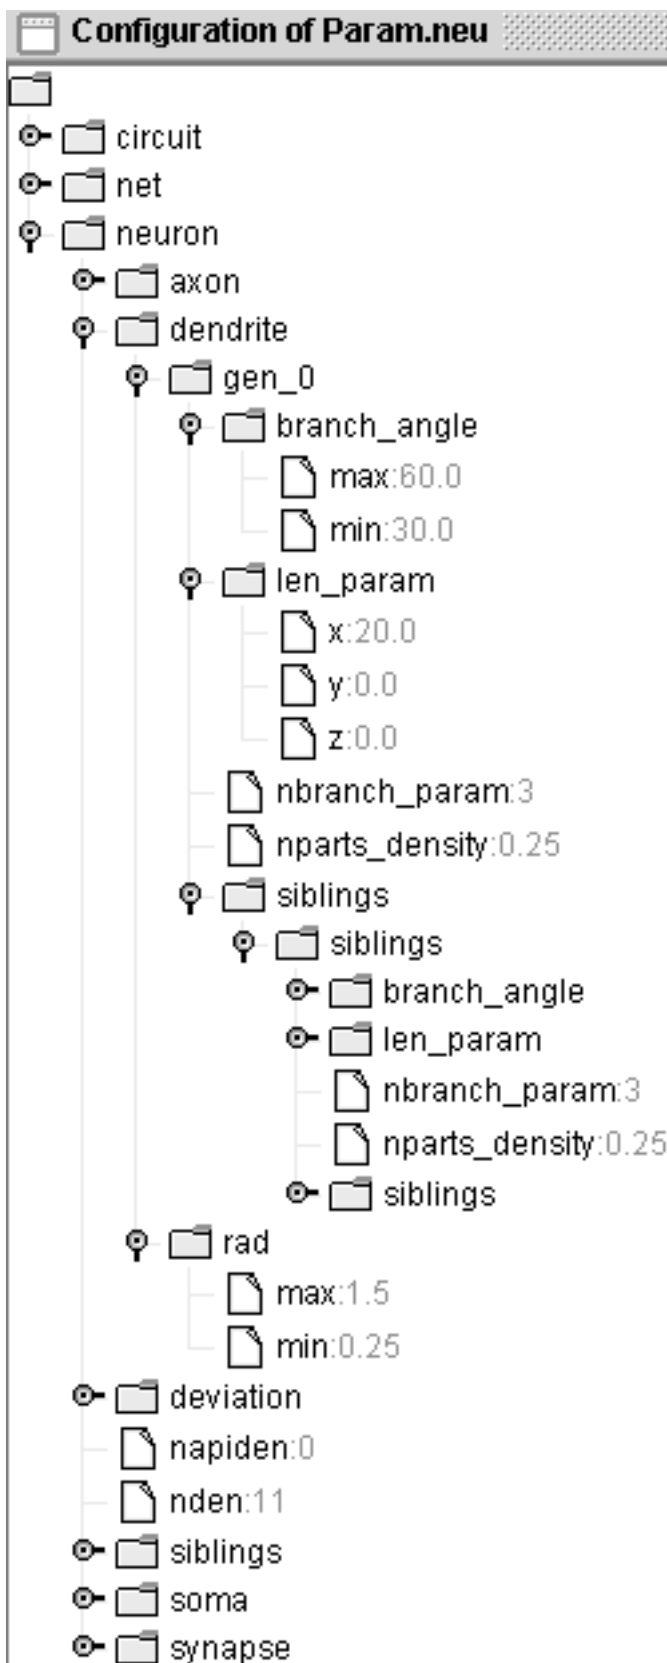 Configuration of Param.neu
circuit
net
neuron
axon
dendrite
gen_0
branch_angle
max:60.0
min:30.0
len_param
x:20.0
y:0.0
z:0.0
nbranch_param:3
nparts_density:0.25
siblings
siblings
branch_angle
len_param
nbranch_param:3
nparts_density:0.25
siblings
rad
max:1.5
min:0.25
deviation
napiden:0
nden:11
siblings
soma
synapse